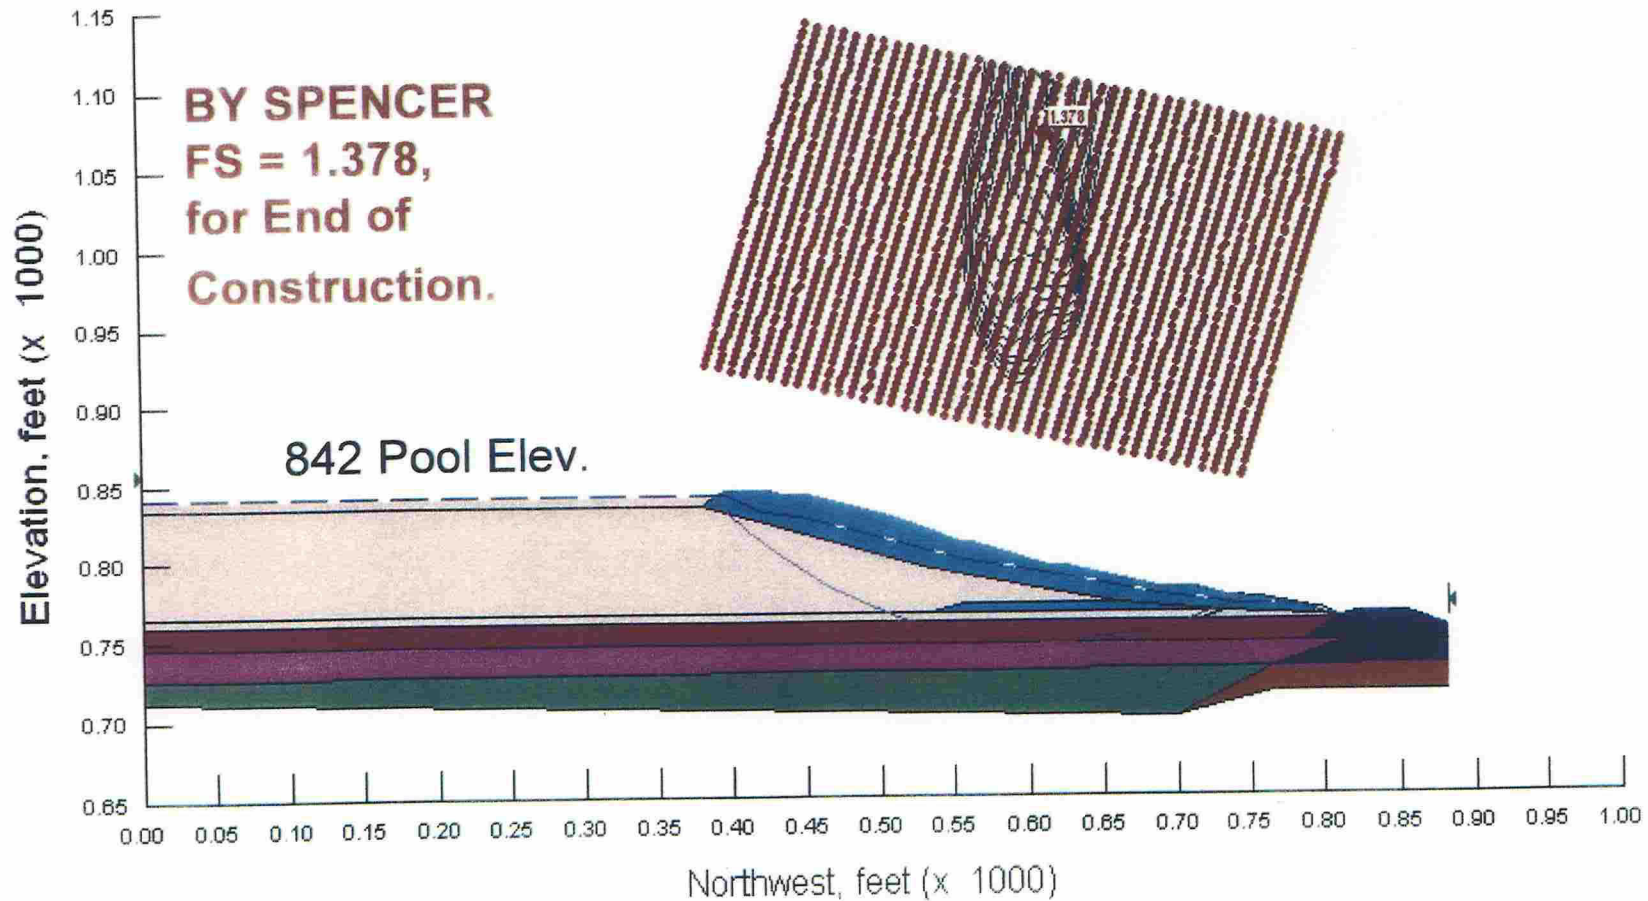 1.15
1.10
1.05
1.00
0.95
0.90
0.85
0.80
0.75
0.70
0.65
Elevation, feet (x 1000)
BY SPENCER
FS = 1.378,
for End of
Construction.
1.378
842 Pool Elev.
0.00 0.05 0.10 0.15 0.20 0.25 0.30 0.35 0.40 0.45 0.50 0.55 0.60 0.65 0.70 0.75 0.80 0.85 0.90 0.95 1.00
Northwest, feet (x 1000)